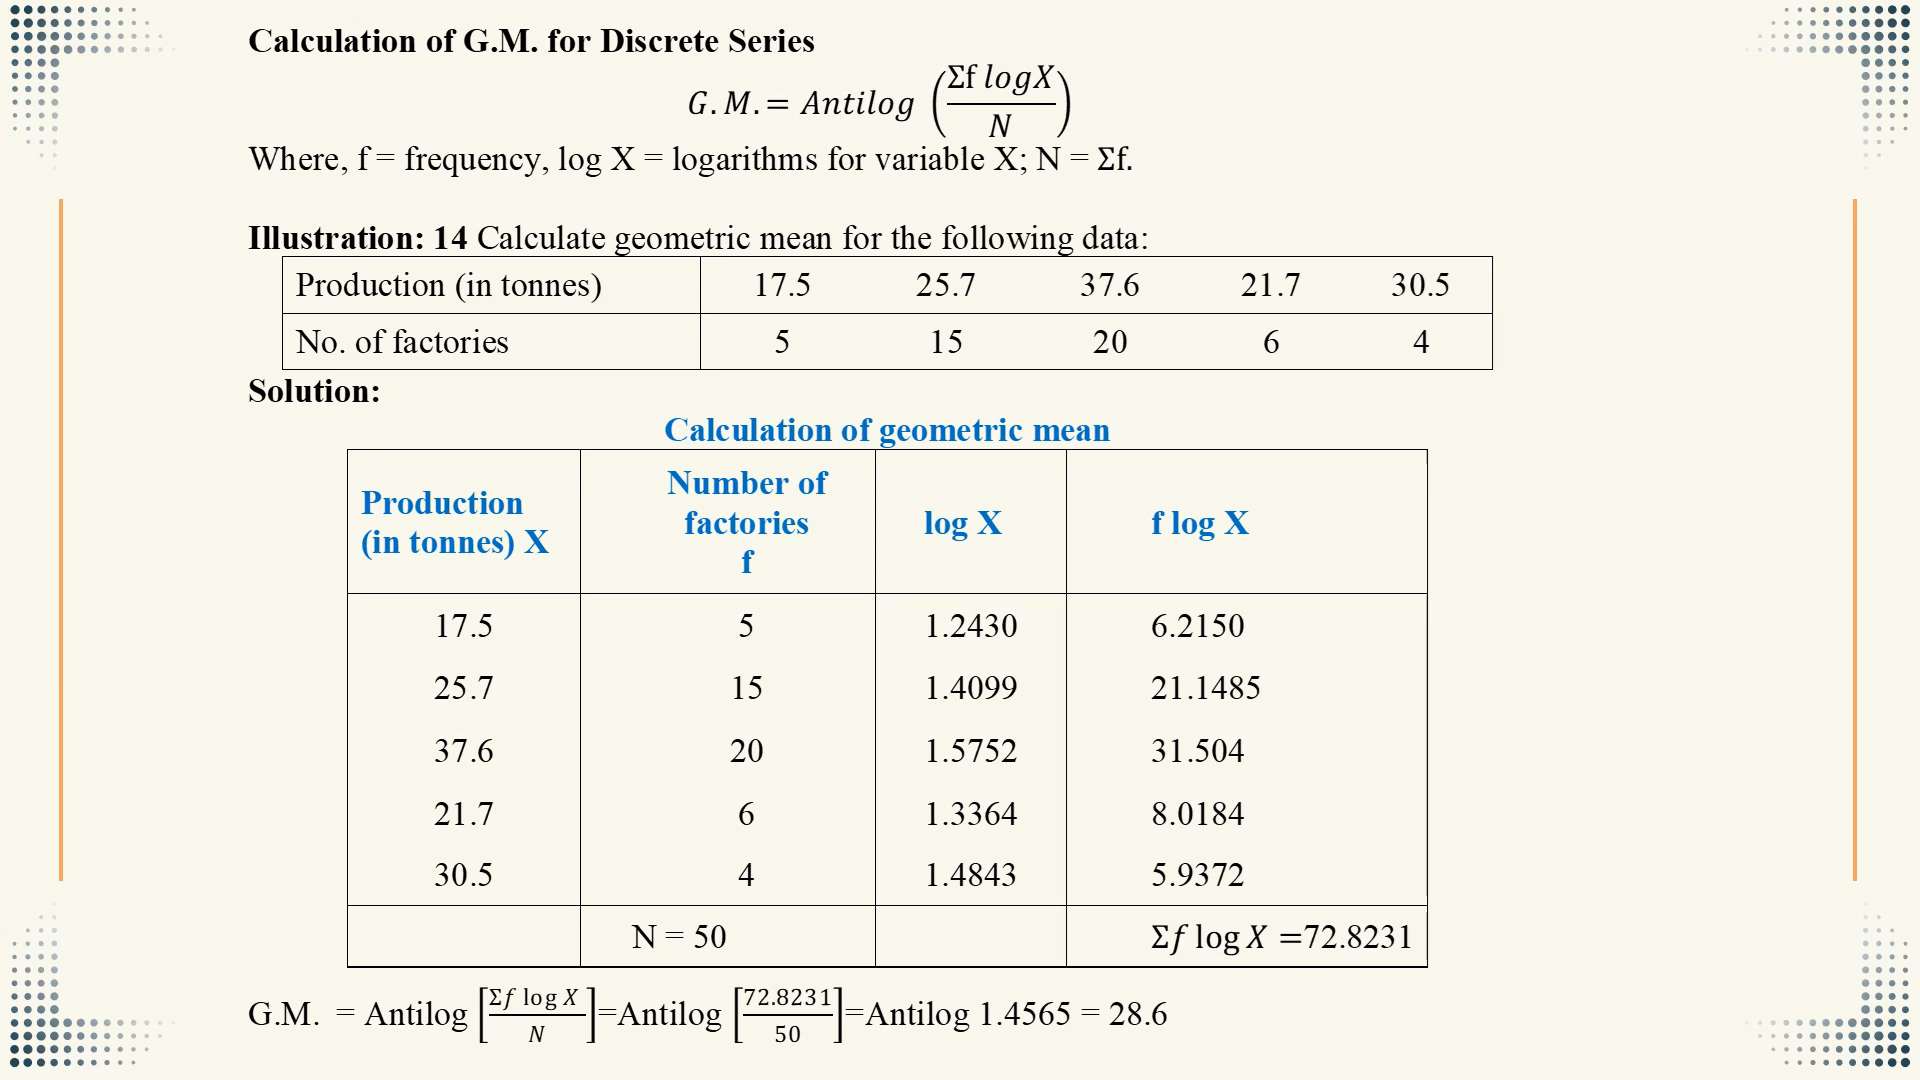 Calculation of G.M. for Discrete Series
G.M.= Antilog (Σf logX / N)
Where, f = frequency, log X = logarithms for variable X; N = Σf.
Illustration: 14 Calculate geometric mean for the following data:
Production (in tonnes) 17.5 25.7 37.6 21.7 30.5
No. of factories 5 15 20 6 4
Solution:
Calculation of geometric mean
Production (in tonnes) X | Number of factories f | log X | f log X
17.5 5 1.2430 6.2150
25.7 15 1.4099 21.1485
37.6 20 1.5752 31.504
21.7 6 1.3364 8.0184
30.5 4 1.4843 5.9372
N = 50 Σf log X =72.8231
G.M. = Antilog [Σf log X / N]=Antilog [72.8231 / 50]=Antilog 1.4565 = 28.6